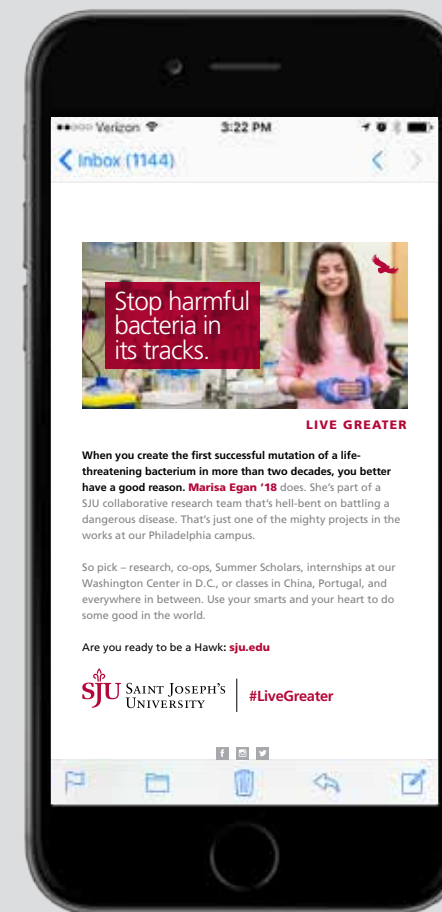 Verizon 3:22 PM
Inbox (1144)
Stop harmful
bacteria in
its tracks.
LIVE GREATER
When you create the first successful mutation of a life-
threatening bacterium in more than two decades, you better
have a good reason. Marisa Egan ‘18 does. She’s part of a
SJU collaborative research team that’s hell-bent on battling a
dangerous disease. That’s just one of the mighty projects in the
works at our Philadelphia campus.
So pick – research, co-ops, Summer Scholars, internships at our
Washington Center in D.C., or classes in China, Portugal, and
everywhere in between. Use your smarts and your heart to do
some good in the world.
Are you ready to be a Hawk: sju.edu
SJU SAINT JOSEPH’S
UNIVERSITY
#LiveGreater